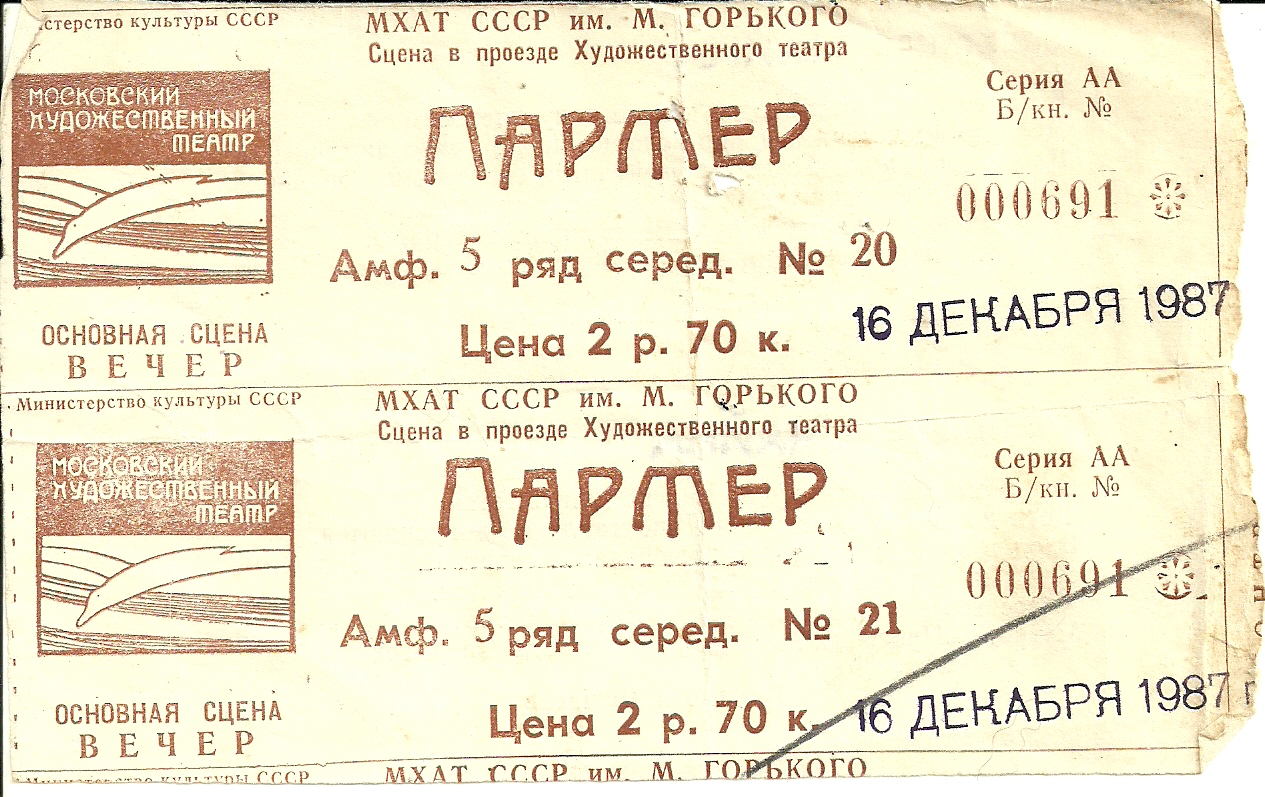 МХАТ СССР им. М. ГОРЬКОГО
Сцена в проезде Художественного театра
культуры СССР
МОСКОВСКИЙ
ХУДОЖЕСТВЕННЫЙ
ТЕАТР
ПАРТЕР
Серия АА
Б/кн. №
000691
Амф. 5 ряд серед. № 20
ОСНОВНАЯ СЦЕНА
ВЕЧЕР
Цена 2 р. 70 к.
16 ДЕКАБРЯ 1987
Министерство культуры СССР
МХАТ СССР им. М. ГОРЬКОГО
Сцена в проезде Художественного театра
МОСКОВСКИЙ
ХУДОЖЕСТВЕННЫЙ
ТЕАТР
ПАРТЕР
Серия АА
Б/кн. №
000691
Амф. 5 ряд серед. № 21
ОСНОВНАЯ СЦЕНА
ВЕЧЕР
Цена 2 р. 70 к.
16 ДЕКАБРЯ 1987 г
Министерство культуры СССР
МХАТ СССР им. М. ГОРЬКОГО